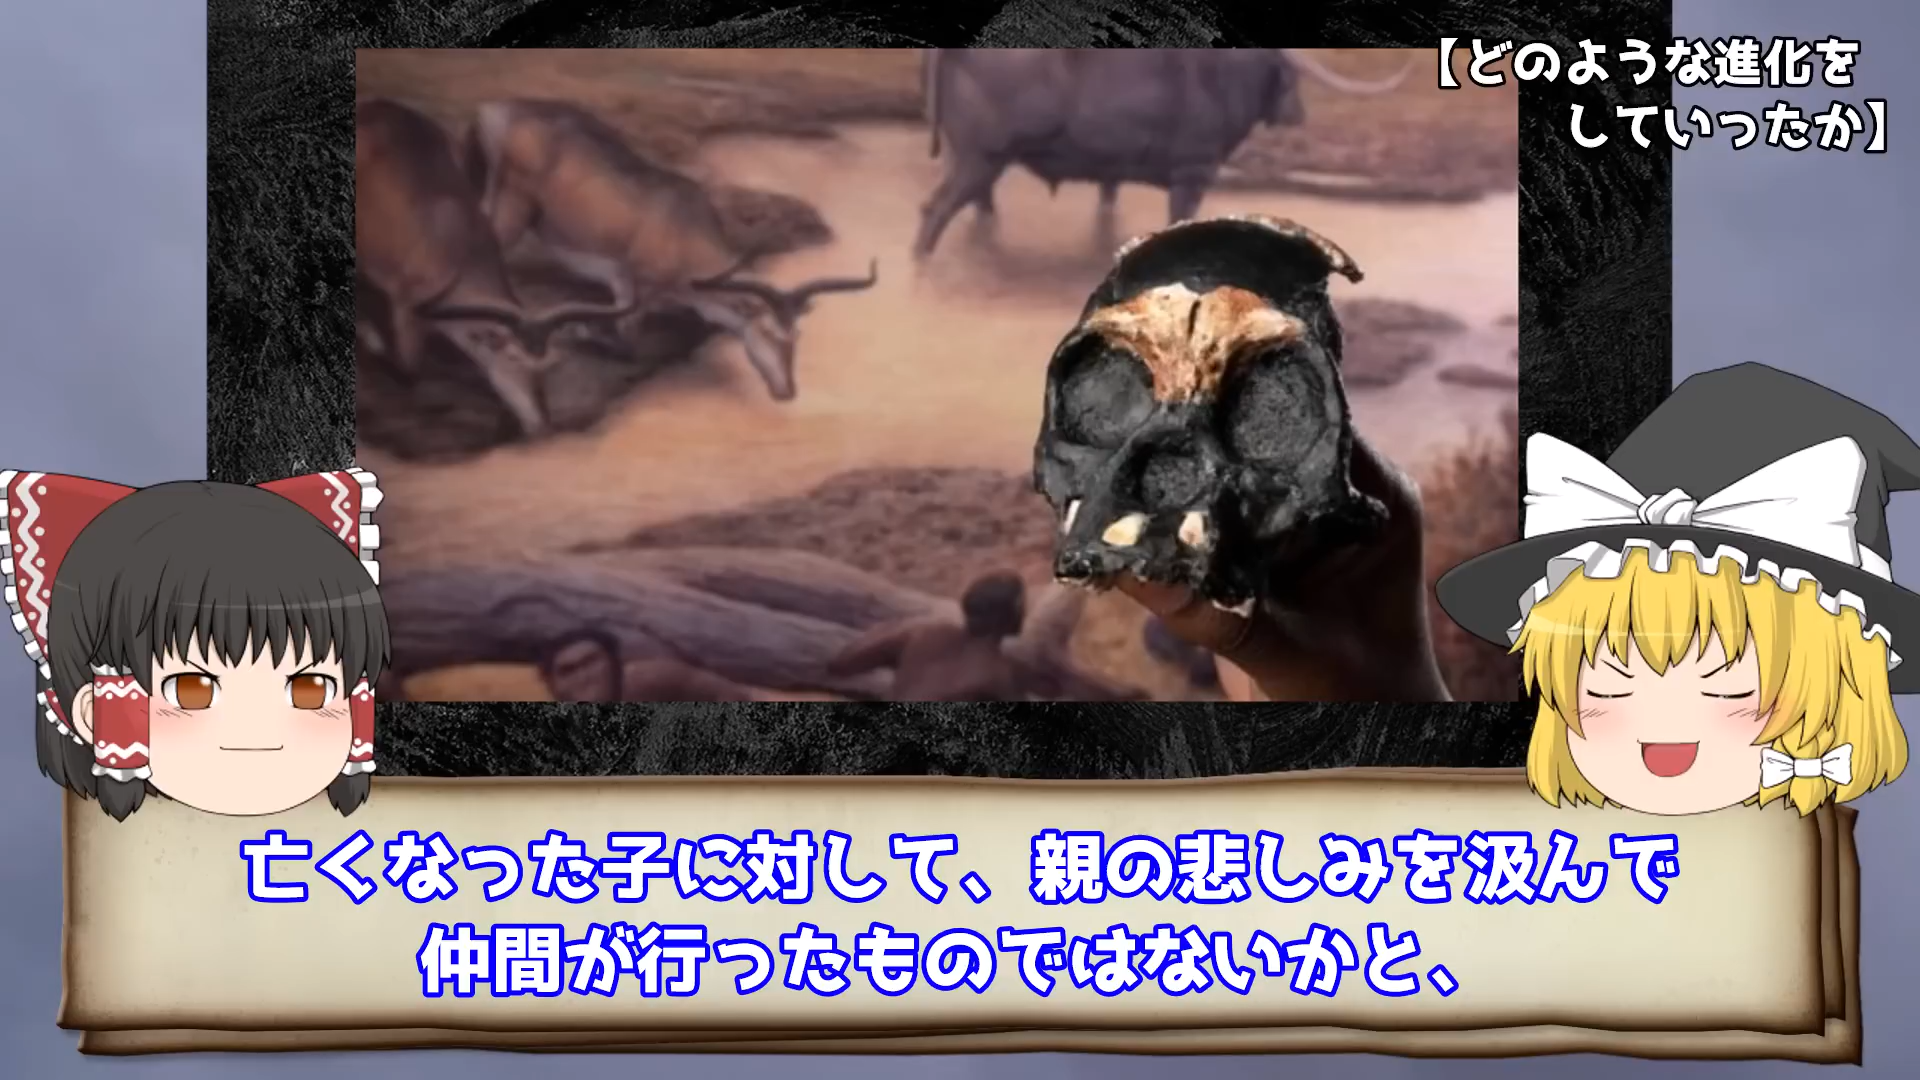 【どのような進化を
していったか】
亡くなった子に対して、親の悲しみを汲んで
仲間が行ったものではないかと、